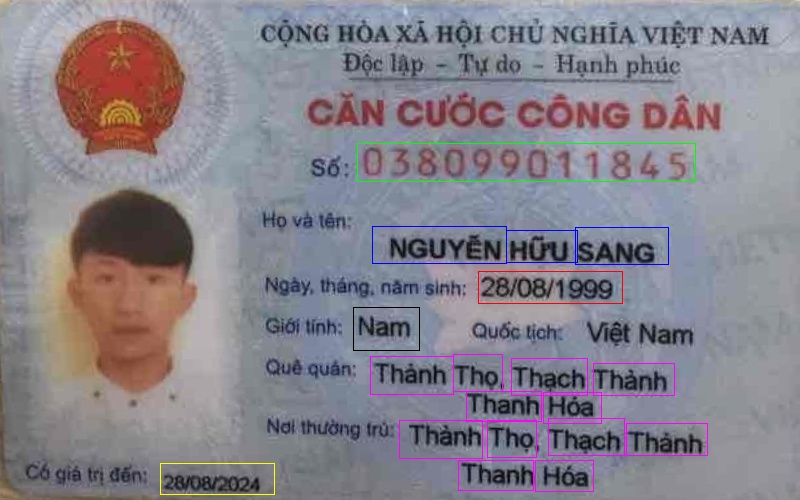 CỘNG HÒA XÃ HỘI CHỦ NGHĨA VIỆT NAM
Độc lập - Tự do - Hạnh phúc
CĂN CƯỚC CÔNG DÂN
Số: 038099011845
Họ và tên:
NGUYỄN HỮU SANG
Ngày, tháng, năm sinh: 28/08/1999
Giới tính: Nam Quốc tịch: Việt Nam
Quê quán: Thành Thọ, Thạch Thành
Thanh Hóa
Nơi thường trú: Thành Thọ, Thạch Thành
Thanh Hóa
Có giá trị đến: 28/08/2024